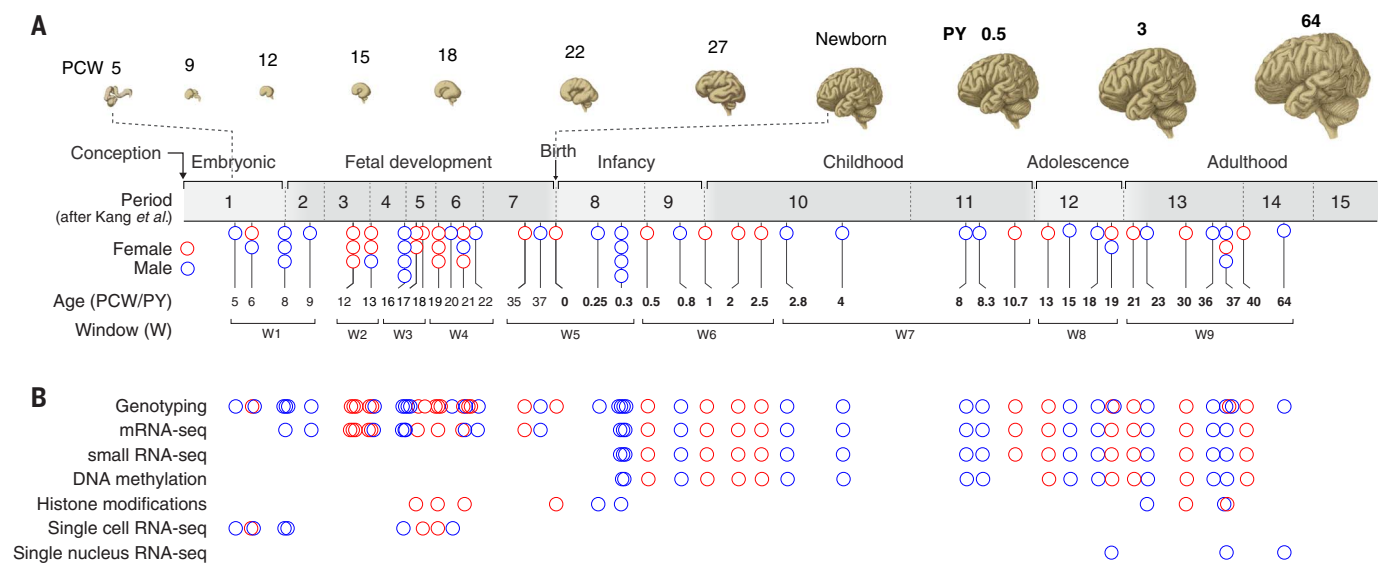 A
PCW 5 9 12 15 18 22 27 Newborn PY 0.5 3 64
Conception Embryonic Fetal development Birth Infancy Childhood Adolescence Adulthood
Period 1 2 3 4 5 6 7 8 9 10 11 12 13 14 15
(after Kang et al.)
Female
Male
Age (PCW/PY) 5 6 8 9 12 13 16 17 18 19 20 21 22 35 37 0 0.25 0.3 0.5 0.8 1 2 2.5 2.8 4 8 8.3 10.7 13 15 18 19 21 23 30 36 37 40 64
Window (W) W1 W2 W3 W4 W5 W6 W7 W8 W9
B
Genotyping
mRNA-seq
small RNA-seq
DNA methylation
Histone modifications
Single cell RNA-seq
Single nucleus RNA-seq